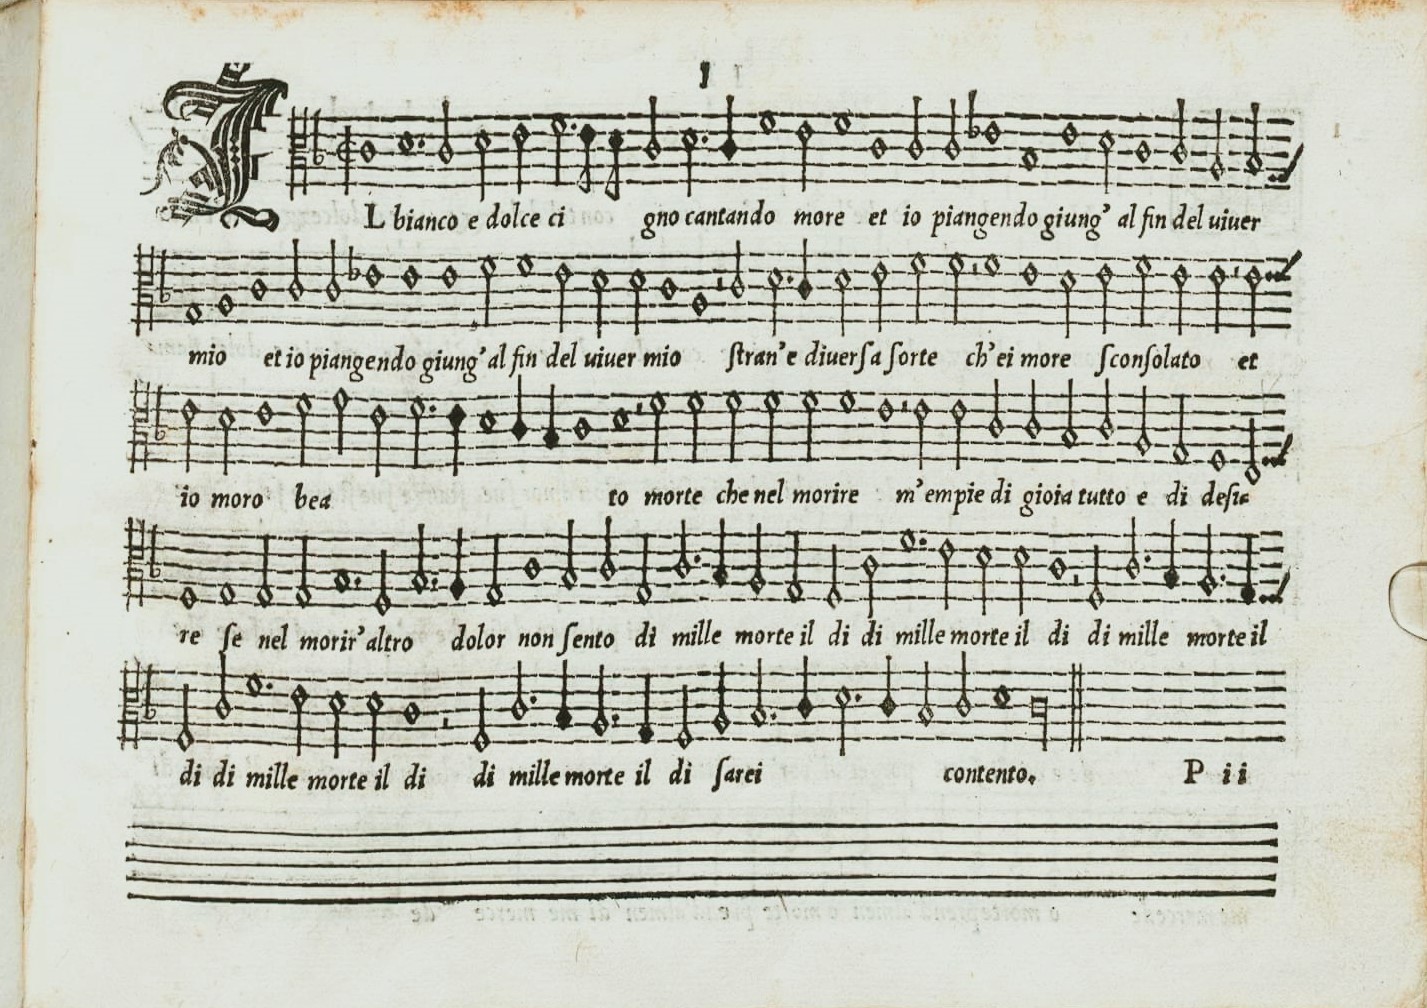 1
IL bianco e dolce ci gno cantando more et io piangendo giung' al fin del uiuer
mio et io piangendo giung' al fin del uiuer mio ſtran'e diuerſa ſorte ch'ei more ſconſolato et
io moro bea to morte che nel morire m'empie di gioia tutto e di deſie
re ſe nel morir'altro dolor non ſento di mille morte il di di mille morte il di di mille morte il
di di mille morte il di di mille morte il di ſarei contento. P ii